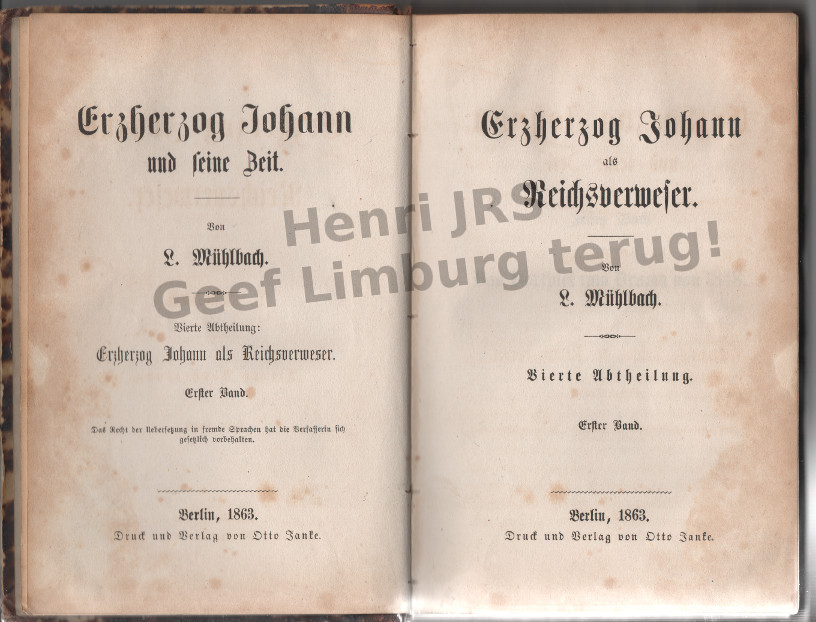 Erzherzog Johann
und seine Zeit.
Von
L. Mühlbach.
Vierte Abtheilung:
Erzherzog Johann als Reichsverweser.
Erster Band.
Das Recht der Uebersetzung in fremde Sprachen hat die Verfasserin sich
gesetzlich vorbehalten.
Berlin, 1863.
Druck und Verlag von Otto Janke.
Erzherzog Johann
als
Reichsverweser.
Von
L. Mühlbach.
Vierte Abtheilung.
Erster Band.
Berlin, 1863.
Druck und Verlag von Otto Janke.
Henri JRS
Geef Limburg terug!